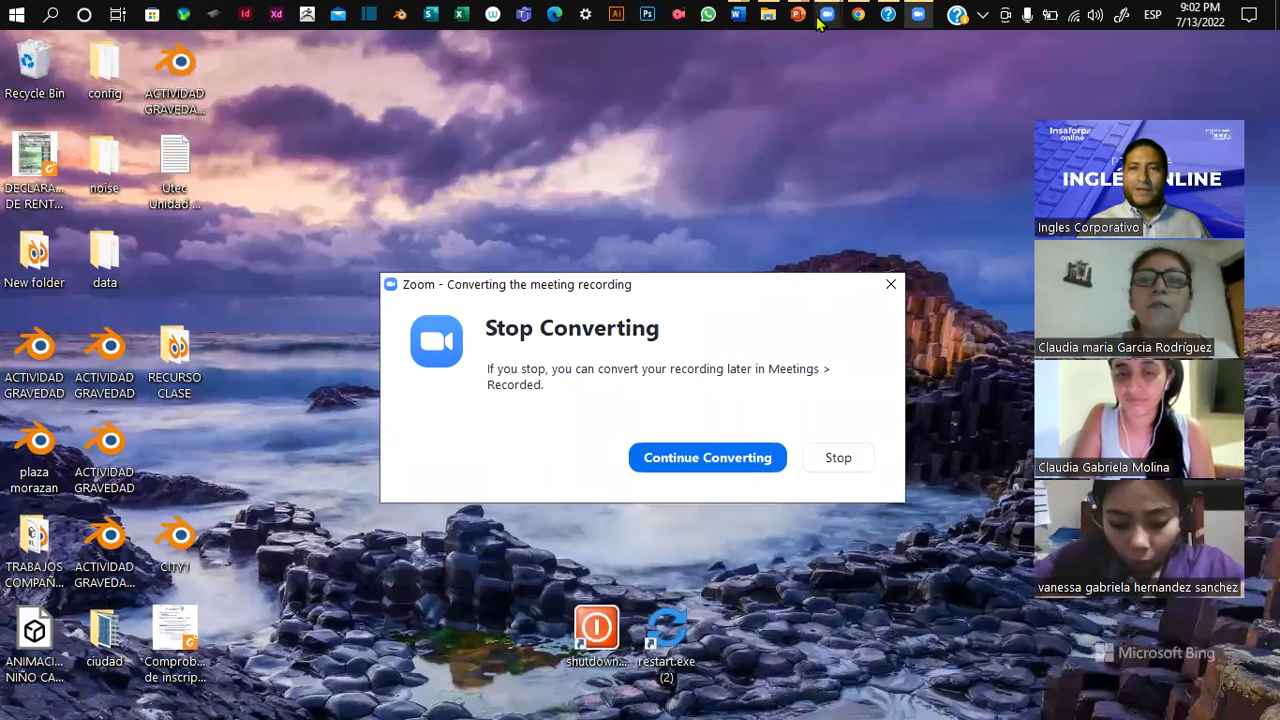 9:02 PM
ESP
7/13/2022
Recycle Bin
config
ACTIVIDAD
GRAVEDA...
DECLARA...
DE RENT...
noise
Utec
Unidad ...
New folder
data
ACTIVIDAD
GRAVEDAD
ACTIVIDAD
GRAVEDAD
RECURSO
CLASE
plaza
morazan
ACTIVIDAD
GRAVEDAD
TRABAJOS
COMPAÑ...
ACTIVIDAD
GRAVEDA...
CITY1
ANIMACI...
NIÑO CA...
ciudad
Comprob...
de inscrip...
shutdown...
restart.exe
(2)
Zoom - Converting the meeting recording
Stop Converting
If you stop, you can convert your recording later in Meetings >
Recorded.
Continue Converting
Stop
Insaforp
online
Ingles Corporativo
Claudia maria Garcia Rodríguez
Claudia Gabriela Molina
vanessa gabriela hernandez sanchez
Microsoft Bing